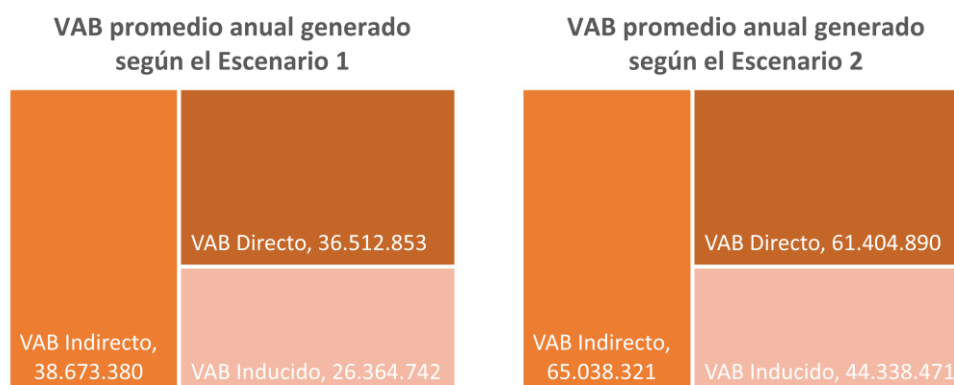 VAB promedio anual generado
según el Escenario 1
VAB Directo, 36.512.853
VAB Indirecto,
38.673.380
VAB Inducido, 26.364.742
VAB promedio anual generado
según el Escenario 2
VAB Directo, 61.404.890
VAB Indirecto,
65.038.321
VAB Inducido, 44.338.471